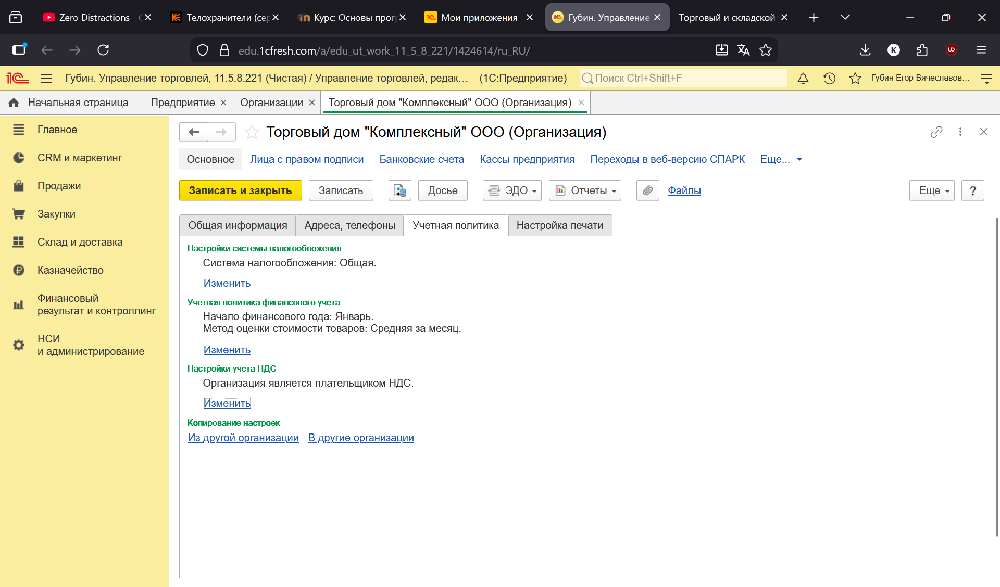 Zero Distractions -
Телохранители (сер
Курс: Основы прог
Мои приложения
Губин. Управление
Торговый и складской
edu.1cfresh.com/a/edu_ut_work_11_5_8_221/1424614/ru_RU/
K
Губин. Управление торговлей, 11.5.8.221 (Чистая) / Управление торговлей, редак... (1С:Предприятие)
Поиск Ctrl+Shift+F
Губин Егор Вячеславов...
Начальная страница
Предприятие
Организации
Торговый дом "Комплексный" ООО (Организация)
Главное
CRM и маркетинг
Продажи
Закупки
Склад и доставка
Казначейство
Финансовый
результат и контроллинг
НСИ
и администрирование
Торговый дом "Комплексный" ООО (Организация)
Основное
Лица с правом подписи
Банковские счета
Кассы предприятия
Переходы в веб-версию СПАРК
Еще...
Записать и закрыть
Записать
Досье
ЭДО
Отчеты
Файлы
Еще
?
Общая информация
Адреса, телефоны
Учетная политика
Настройка печати
Настройки системы налогообложения
Система налогообложения: Общая.
Изменить
Учетная политика финансового учета
Начало финансового года: Январь.
Метод оценки стоимости товаров: Средняя за месяц.
Изменить
Настройки учета НДС
Организация является плательщиком НДС.
Изменить
Копирование настроек
Из другой организации
В другие организации